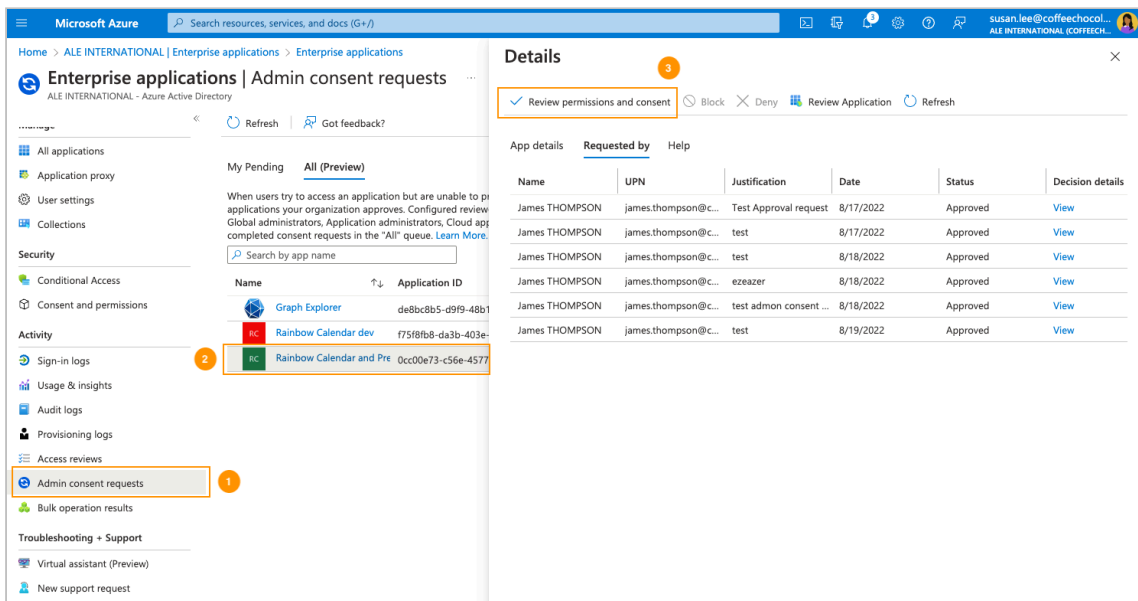 Microsoft Azure
Search resources, services, and docs (G+/)
3
susan.lee@coffeechocol...
ALE INTERNATIONAL (COFFEECH...
Home > ALE INTERNATIONAL | Enterprise applications > Enterprise applications
Enterprise applications | Admin consent requests ...
ALE INTERNATIONAL - Azure Active Directory
Manage
All applications
Application proxy
User settings
Collections
Security
Conditional Access
Consent and permissions
Activity
Sign-in logs
Usage & insights
Audit logs
Provisioning logs
Access reviews
Admin consent requests
1
Bulk operation results
Troubleshooting + Support
Virtual assistant (Preview)
New support request
Refresh
Got feedback?
My Pending All (Preview)
When users try to access an application but are unable to pr
applications your organization approves. Configured review
Global administrators, Application administrators, Cloud app
completed consent requests in the "All" queue. Learn More.
Search by app name
Name Application ID
Graph Explorer de8bc8b5-d9f9-48b1
RC Rainbow Calendar dev f75f8fb8-da3b-403e-
2
RC Rainbow Calendar and Pre 0cc00e73-c56e-4577
Details
3
Review permissions and consent Block Deny Review Application Refresh
App details Requested by Help
Name UPN Justification Date Status Decision details
James THOMPSON james.thompson@c... Test Approval request 8/17/2022 Approved View
James THOMPSON james.thompson@c... test 8/17/2022 Approved View
James THOMPSON james.thompson@c... test 8/18/2022 Approved View
James THOMPSON james.thompson@c... ezeazer 8/18/2022 Approved View
James THOMPSON james.thompson@c... test admon consent ... 8/18/2022 Approved View
James THOMPSON james.thompson@c... test 8/19/2022 Approved View